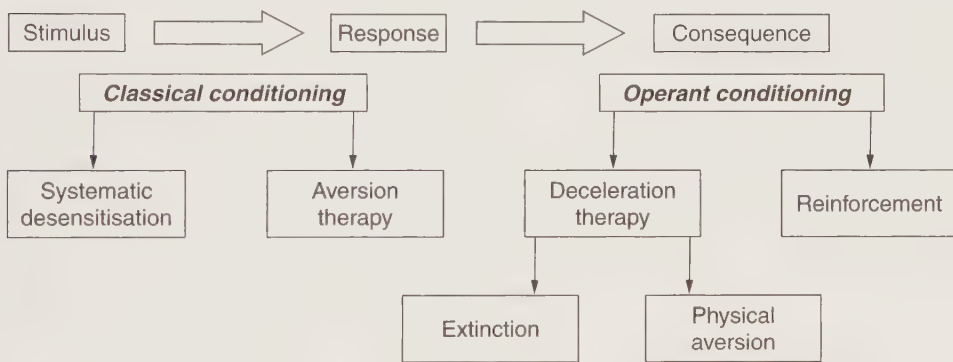 Stimulus
Response
Consequence
Classical conditioning
Operant conditioning
Systematic
desensitisation
Aversion
therapy
Deceleration
therapy
Reinforcement
Extinction
Physical
aversion